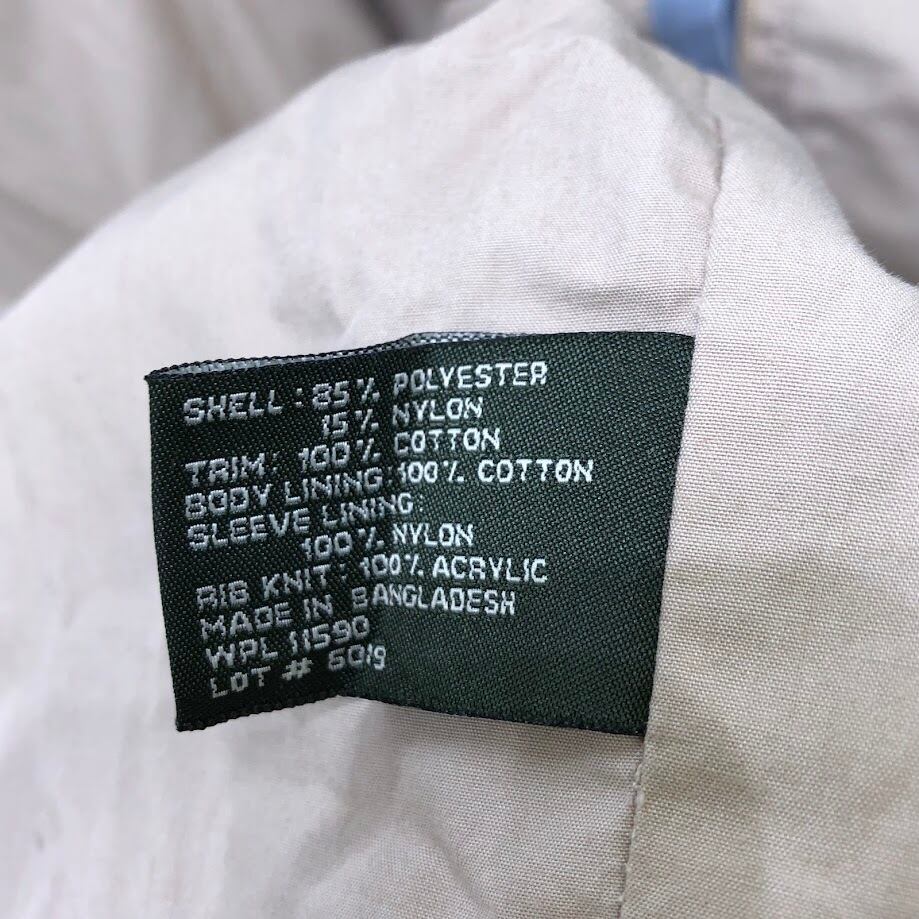 SHELL : 85% POLYESTER
15% NYLON
TRIM: 100% COTTON
BODY LINING: 100% COTTON
SLEEVE LINING:
100% NYLON
RIB KNIT: 100% ACRYLIC
MADE IN BANGLADESH
WPL 11590
LOT # 6019